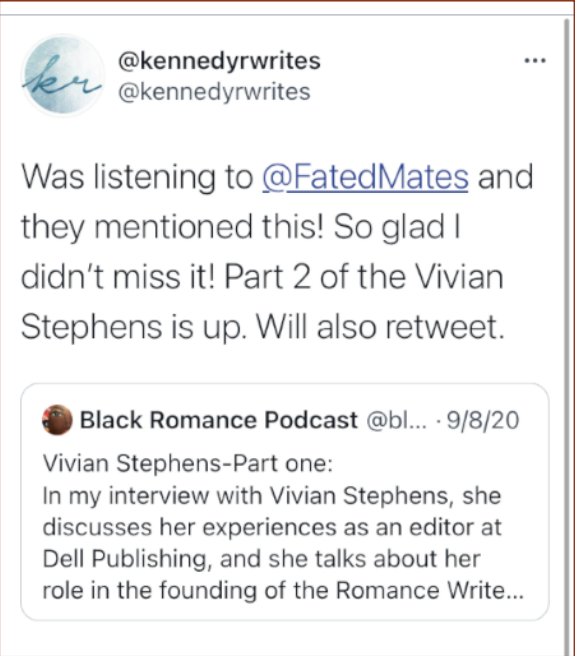 kr
@kennedyrwrites
@kennedyrwrites
Was listening to @FatedMates and
they mentioned this! So glad I
didn’t miss it! Part 2 of the Vivian
Stephens is up. Will also retweet.
Black Romance Podcast @bl... · 9/8/20
Vivian Stephens-Part one:
In my interview with Vivian Stephens, she
discusses her experiences as an editor at
Dell Publishing, and she talks about her
role in the founding of the Romance Write...